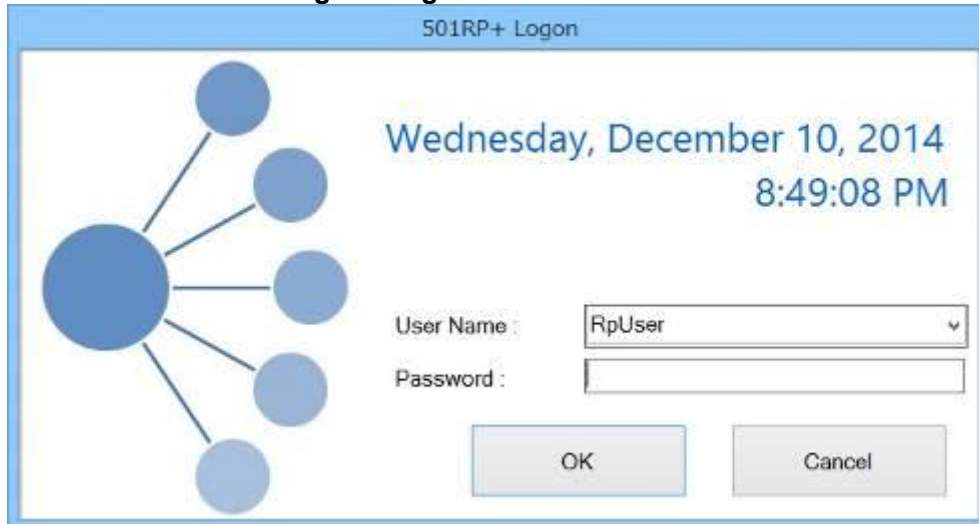 501RP+ Logon
Wednesday, December 10, 2014
8:49:08 PM
User Name :
RpUser
Password :
OK
Cancel